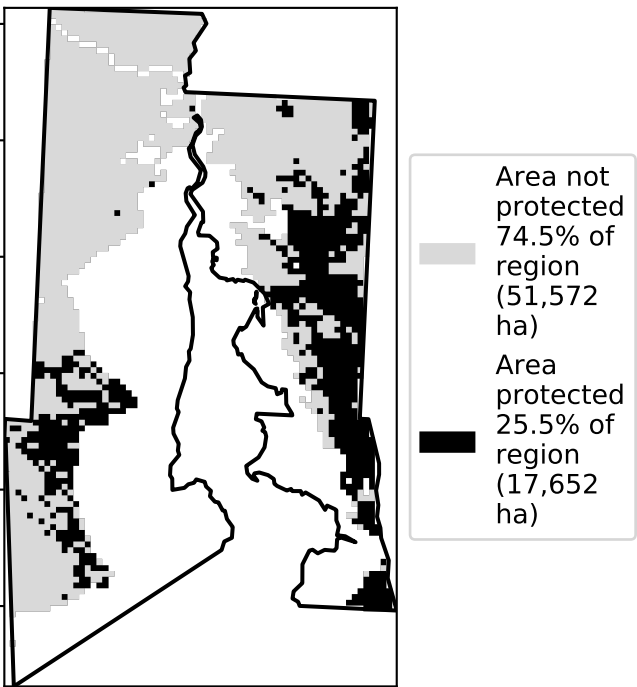 Area not
protected
74.5% of
region
(51,572
ha)
Area
protected
25.5% of
region
(17,652
ha)